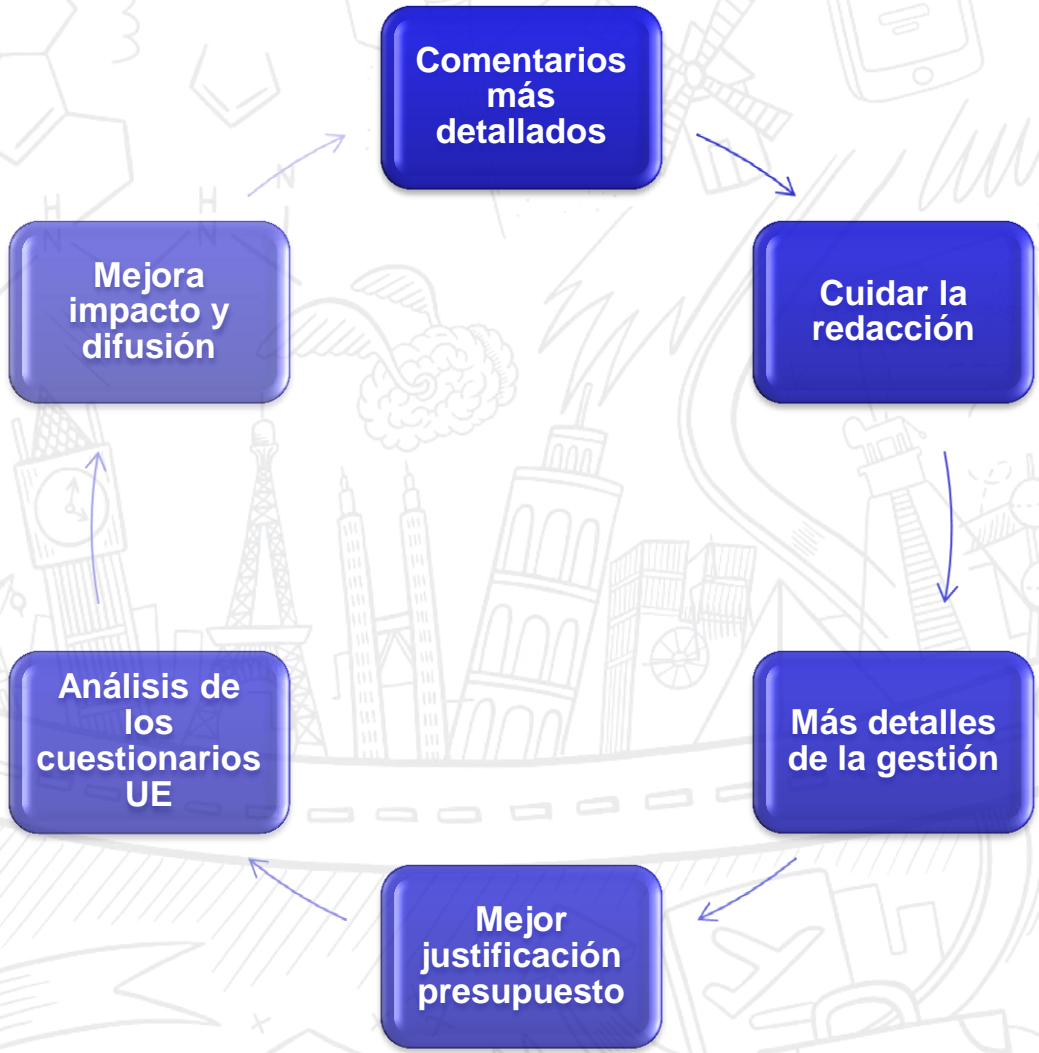 Comentarios
más
detallados
Cuidar la
redacción
Más detalles
de la gestión
Mejor
justificación
presupuesto
Análisis de
los
cuestionarios
UE
Mejora
impacto y
difusión
H
N
H
N
N